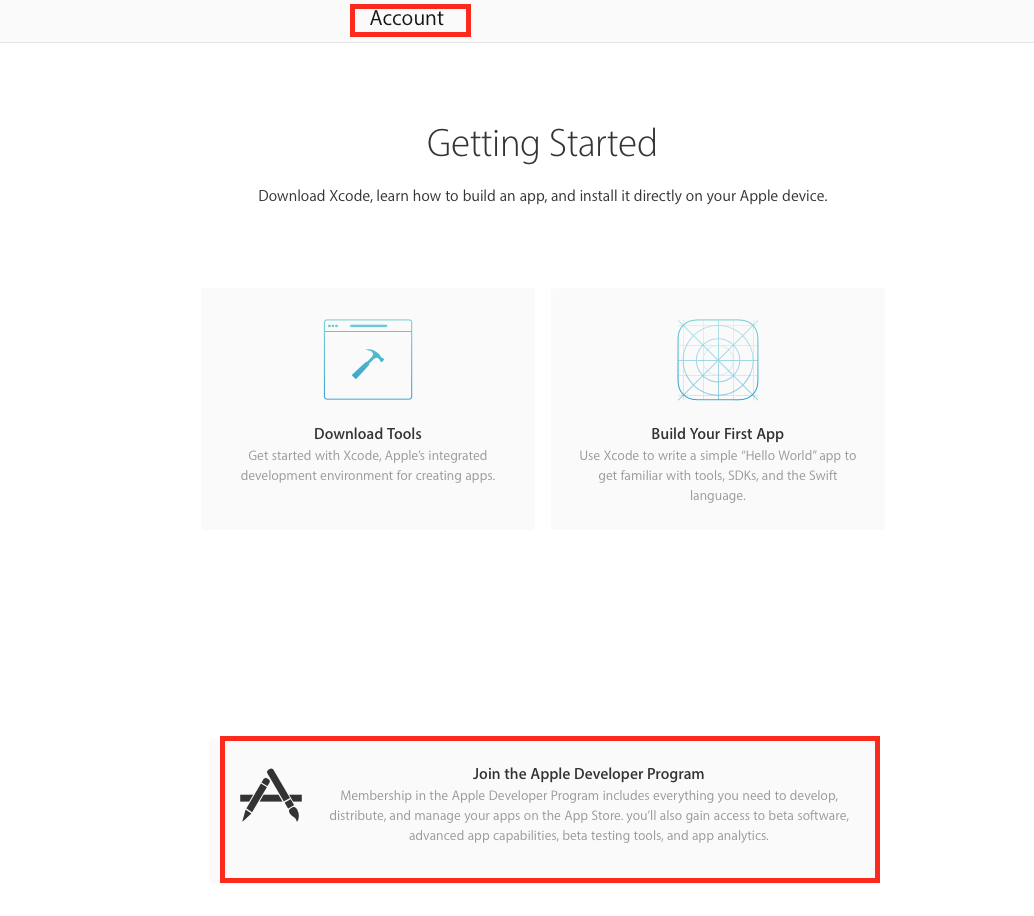 Account
Getting Started
Download Xcode, learn how to build an app, and install it directly on your Apple device.
Download Tools
Get started with Xcode, Apple's integrated
development environment for creating apps.
Build Your First App
Use Xcode to write a simple “Hello World” app to
get familiar with tools, SDKs, and the Swift
language.
Join the Apple Developer Program
Membership in the Apple Developer Program includes everything you need to develop,
distribute, and manage your apps on the App Store. you’ll also gain access to beta software,
advanced app capabilities, beta testing tools, and app analytics.